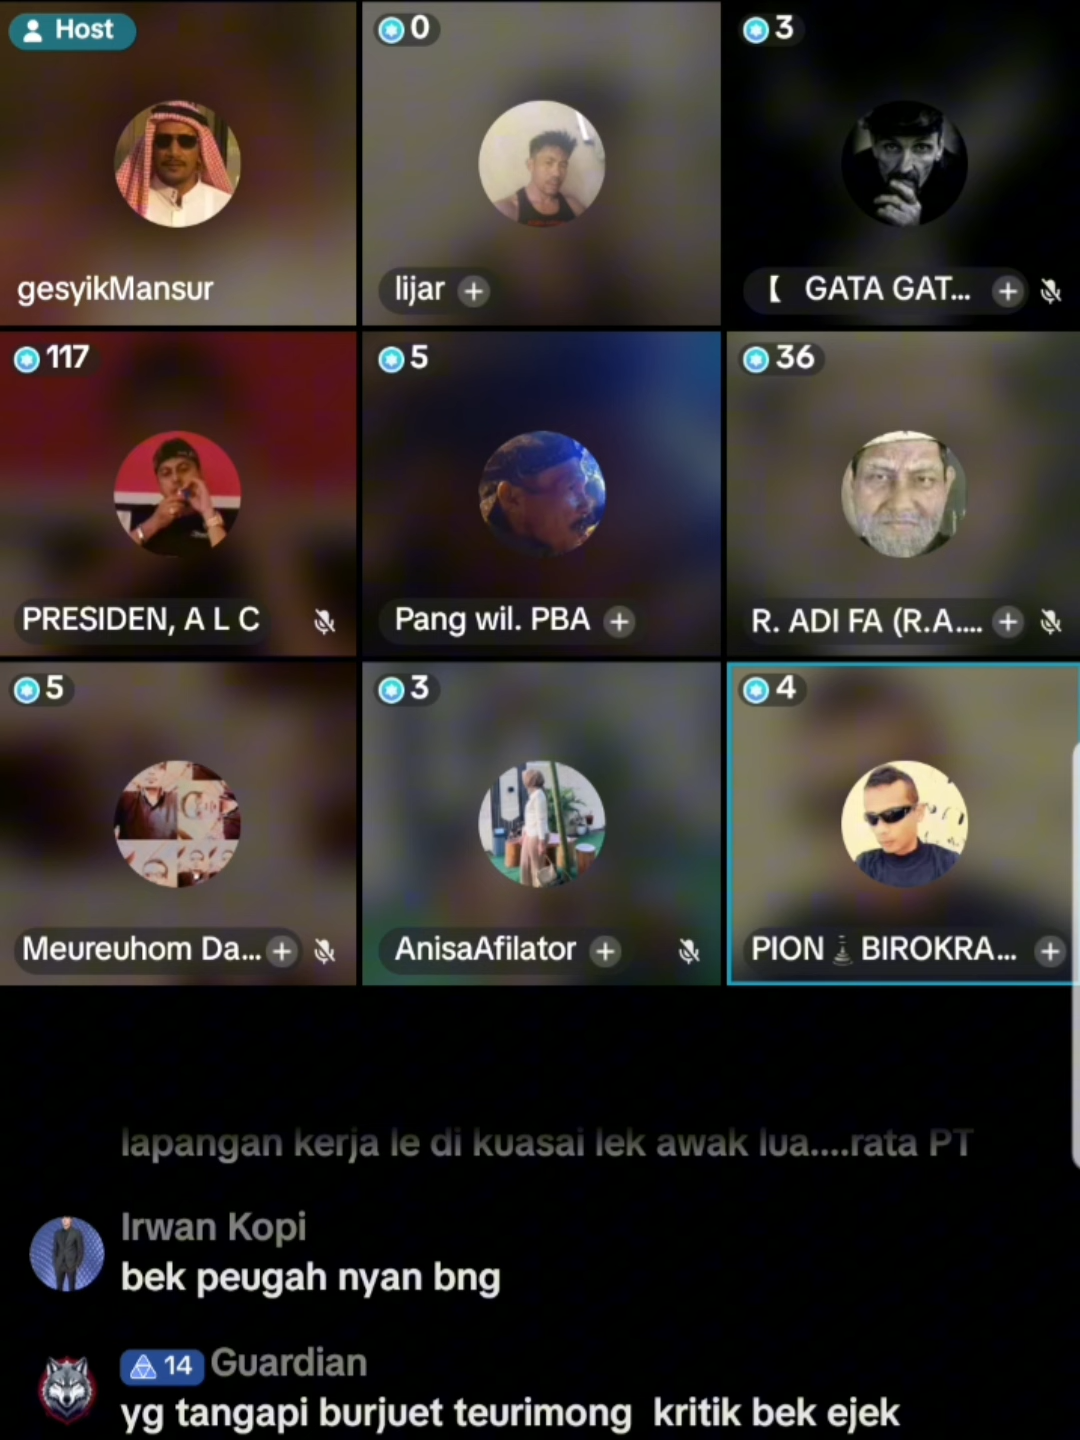 Host
0
3
gesyikMansur
lijar
【 GATA GAT...
117
5
36
PRESIDEN, A L C
Pang wil. PBA
R. ADI FA (R.A....
5
3
4
Meureuhom Da...
AnisaAfilator
PION BIROKRA...
lapangan kerja le di kuasai lek awak lua....rata PT
Irwan Kopi
bek peugah nyan bng
14 Guardian
yg tangapi burjuet teurimong kritik bek ejek